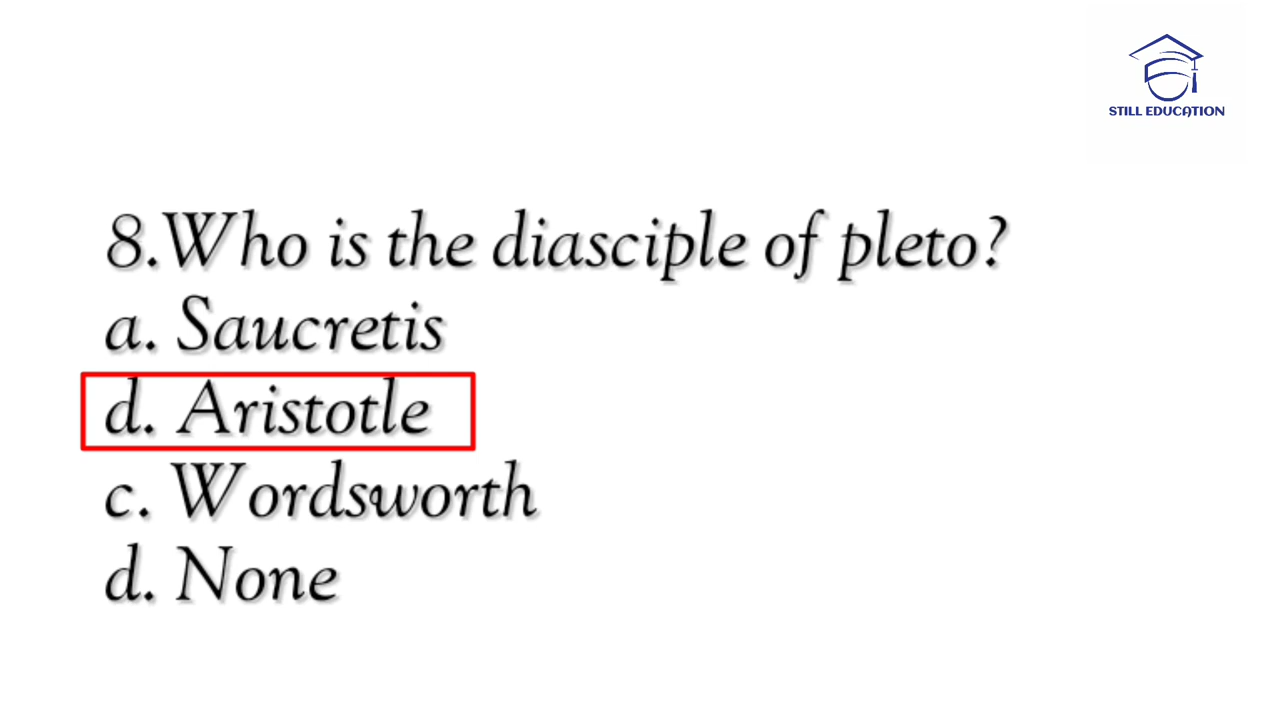 STILL EDUCATION
8.Who is the diasciple of pleto?
a. Saucretis
d. Aristotle
c. Wordsworth
d. None